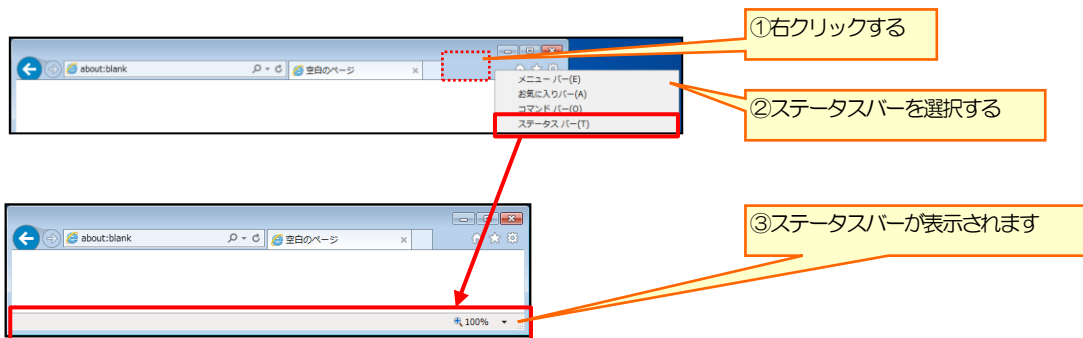 ①右クリックする
about:blank
空白のページ
メニュー バー(E)
お気に入りバー(A)
コマンド バー(O)
ステータス バー(T)
②ステータスバーを選択する
about:blank
空白のページ
③ステータスバーが表示されます
100%